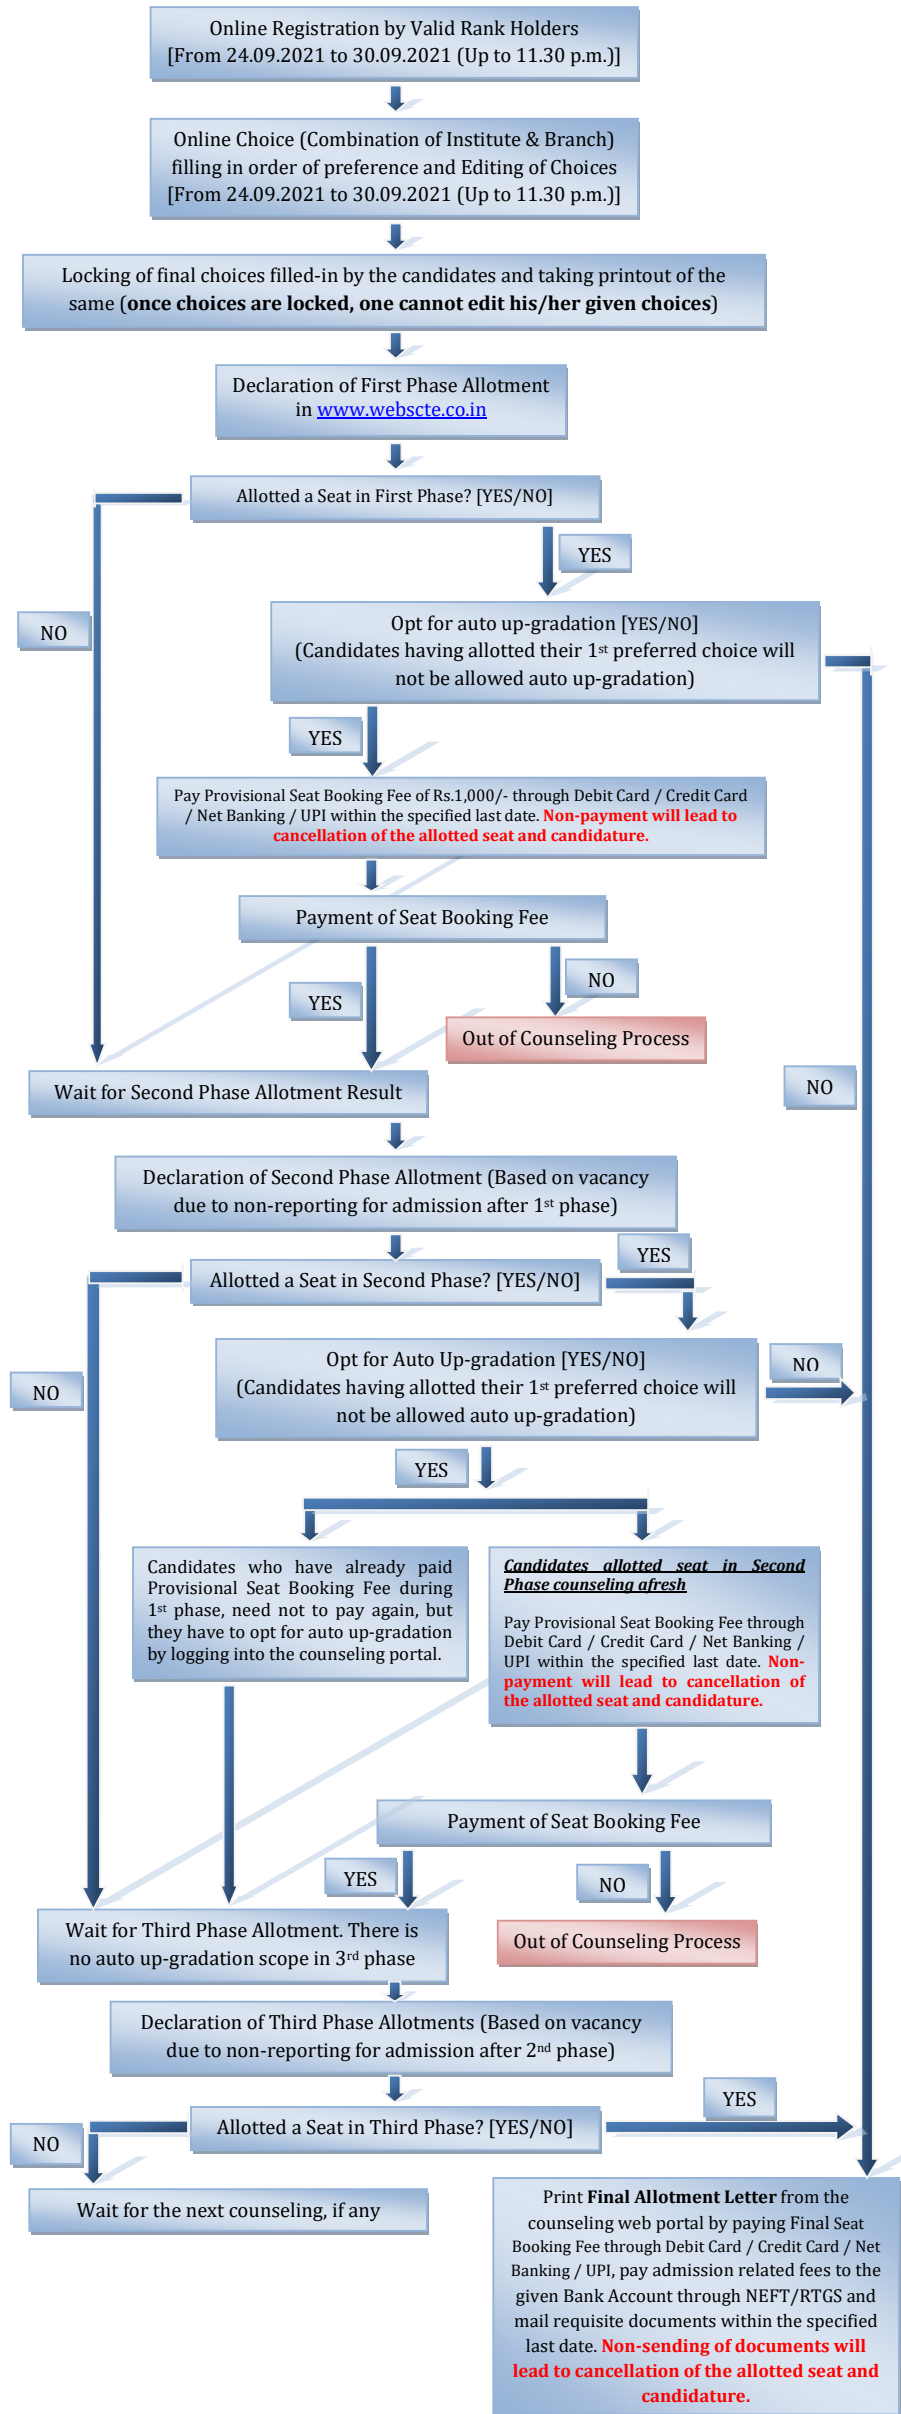 Online Registration by Valid Rank Holders
[From 24.09.2021 to 30.09.2021 (Up to 11.30 p.m.)]
Online Choice (Combination of Institute & Branch)
filling in order of preference and Editing of Choices
[From 24.09.2021 to 30.09.2021 (Up to 11.30 p.m.)]
Locking of final choices filled-in by the candidates and taking printout of the
same (once choices are locked, one cannot edit his/her given choices)
Declaration of First Phase Allotment
in www.webscte.co.in
Allotted a Seat in First Phase? [YES/NO]
YES
NO
Opt for auto up-gradation [YES/NO]
(Candidates having allotted their 1st preferred choice will
not be allowed auto up-gradation)
YES
Pay Provisional Seat Booking Fee of Rs.1,000/- through Debit Card / Credit Card
/ Net Banking / UPI within the specified last date. Non-payment will lead to
cancellation of the allotted seat and candidature.
Payment of Seat Booking Fee
NO
YES
Out of Counseling Process
NO
Wait for Second Phase Allotment Result
Declaration of Second Phase Allotment (Based on vacancy
due to non-reporting for admission after 1st phase)
YES
Allotted a Seat in Second Phase? [YES/NO]
Opt for Auto Up-gradation [YES/NO]
(Candidates having allotted their 1st preferred choice will
not be allowed auto up-gradation)
NO
NO
YES
Candidates who have already paid
Provisional Seat Booking Fee during
1st phase, need not to pay again, but
they have to opt for auto up-gradation
by logging into the counseling portal.
Candidates allotted seat in Second
Phase counseling afresh
Pay Provisional Seat Booking Fee through
Debit Card / Credit Card / Net Banking /
UPI within the specified last date. Non-
payment will lead to cancellation of
the allotted seat and candidature.
Payment of Seat Booking Fee
YES
NO
Wait for Third Phase Allotment. There is
no auto up-gradation scope in 3rd phase
Out of Counseling Process
Declaration of Third Phase Allotments (Based on vacancy
due to non-reporting for admission after 2nd phase)
YES
Allotted a Seat in Third Phase? [YES/NO]
NO
Wait for the next counseling, if any
Print Final Allotment Letter from the
counseling web portal by paying Final Seat
Booking Fee through Debit Card / Credit Card / Net
Banking / UPI, pay admission related fees to the
given Bank Account through NEFT/RTGS and
mail requisite documents within the specified
last date. Non-sending of documents will
lead to cancellation of the allotted seat and
candidature.